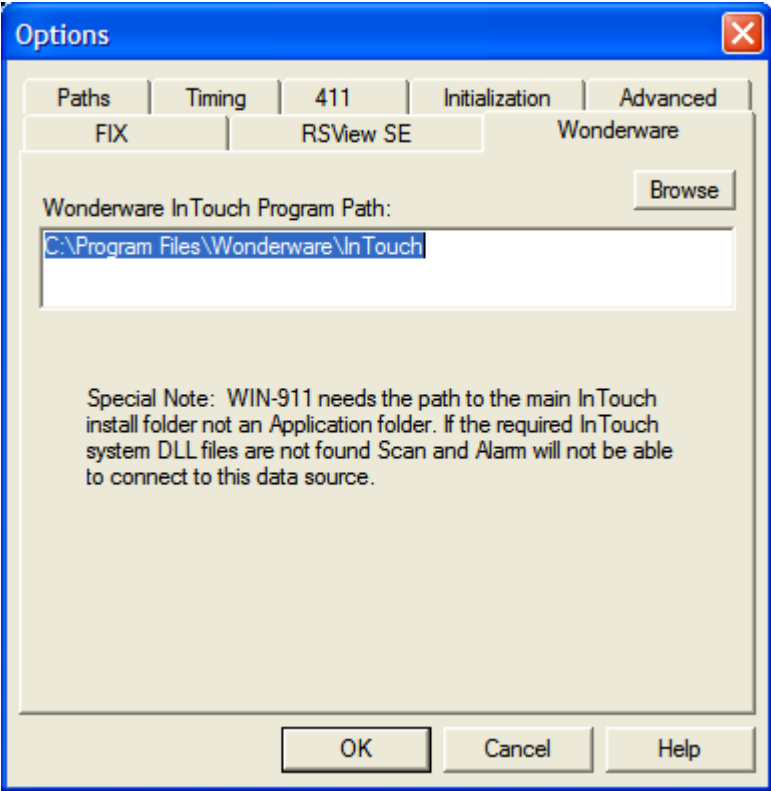 Options
Paths Timing 411 Initialization Advanced
FIX RSView SE Wonderware
Browse
Wonderware InTouch Program Path:
C:\Program Files\Wonderware\InTouch
Special Note:  WIN-911 needs the path to the main InTouch
install folder not an Application folder. If the required InTouch
system DLL files are not found Scan and Alarm will not be able
to connect to this data source.
OK Cancel Help